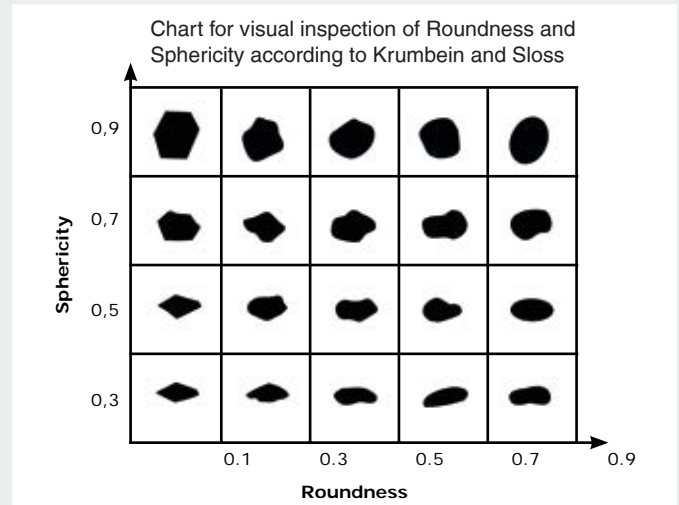 Chart for visual inspection of Roundness and
Sphericity according to Krumbein and Sloss
0,9
0,7
Sphericity
0,5
0,3
0.1 0.3 0.5 0.7 0.9
Roundness